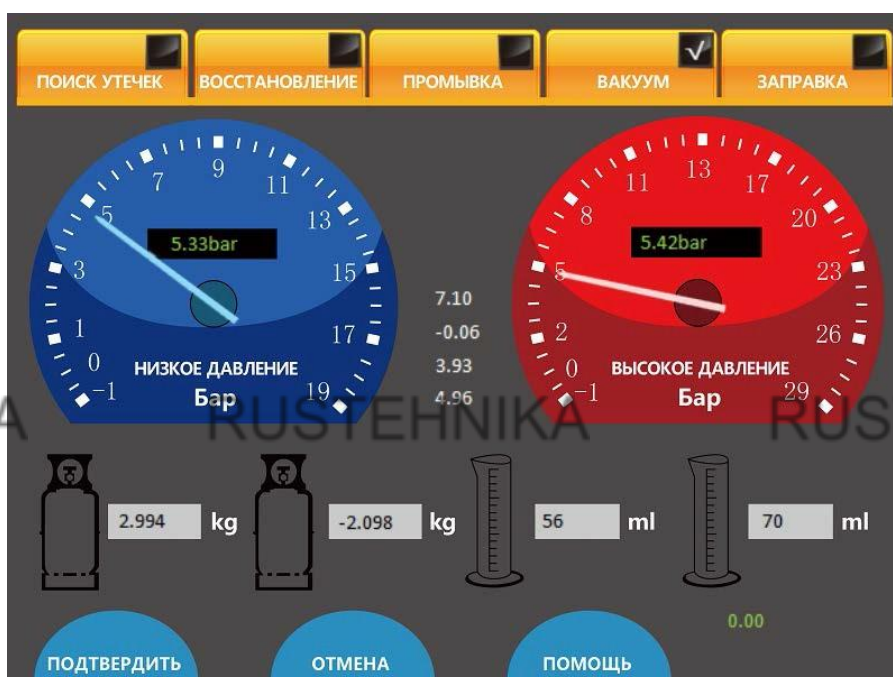 ПОИСК УТЕЧЕК
ВОССТАНОВЛЕНИЕ
ПРОМЫВКА
√
ВАКУУМ
ЗАПРАВКА
-1
0
1
3
5
7
9
11
13
15
17
19
5.33bar
НИЗКОЕ ДАВЛЕНИЕ
Бар
7.10
-0.06
3.93
4.96
-1
0
2
5
8
11
13
17
20
23
26
29
5.42bar
ВЫСОКОЕ ДАВЛЕНИЕ
Бар
A RUSTEHNIKA RUS
2.994 kg
-2.098 kg
56 ml
70 ml
0.00
ПОДТВЕРДИТЬ
ОТМЕНА
ПОМОЩЬ